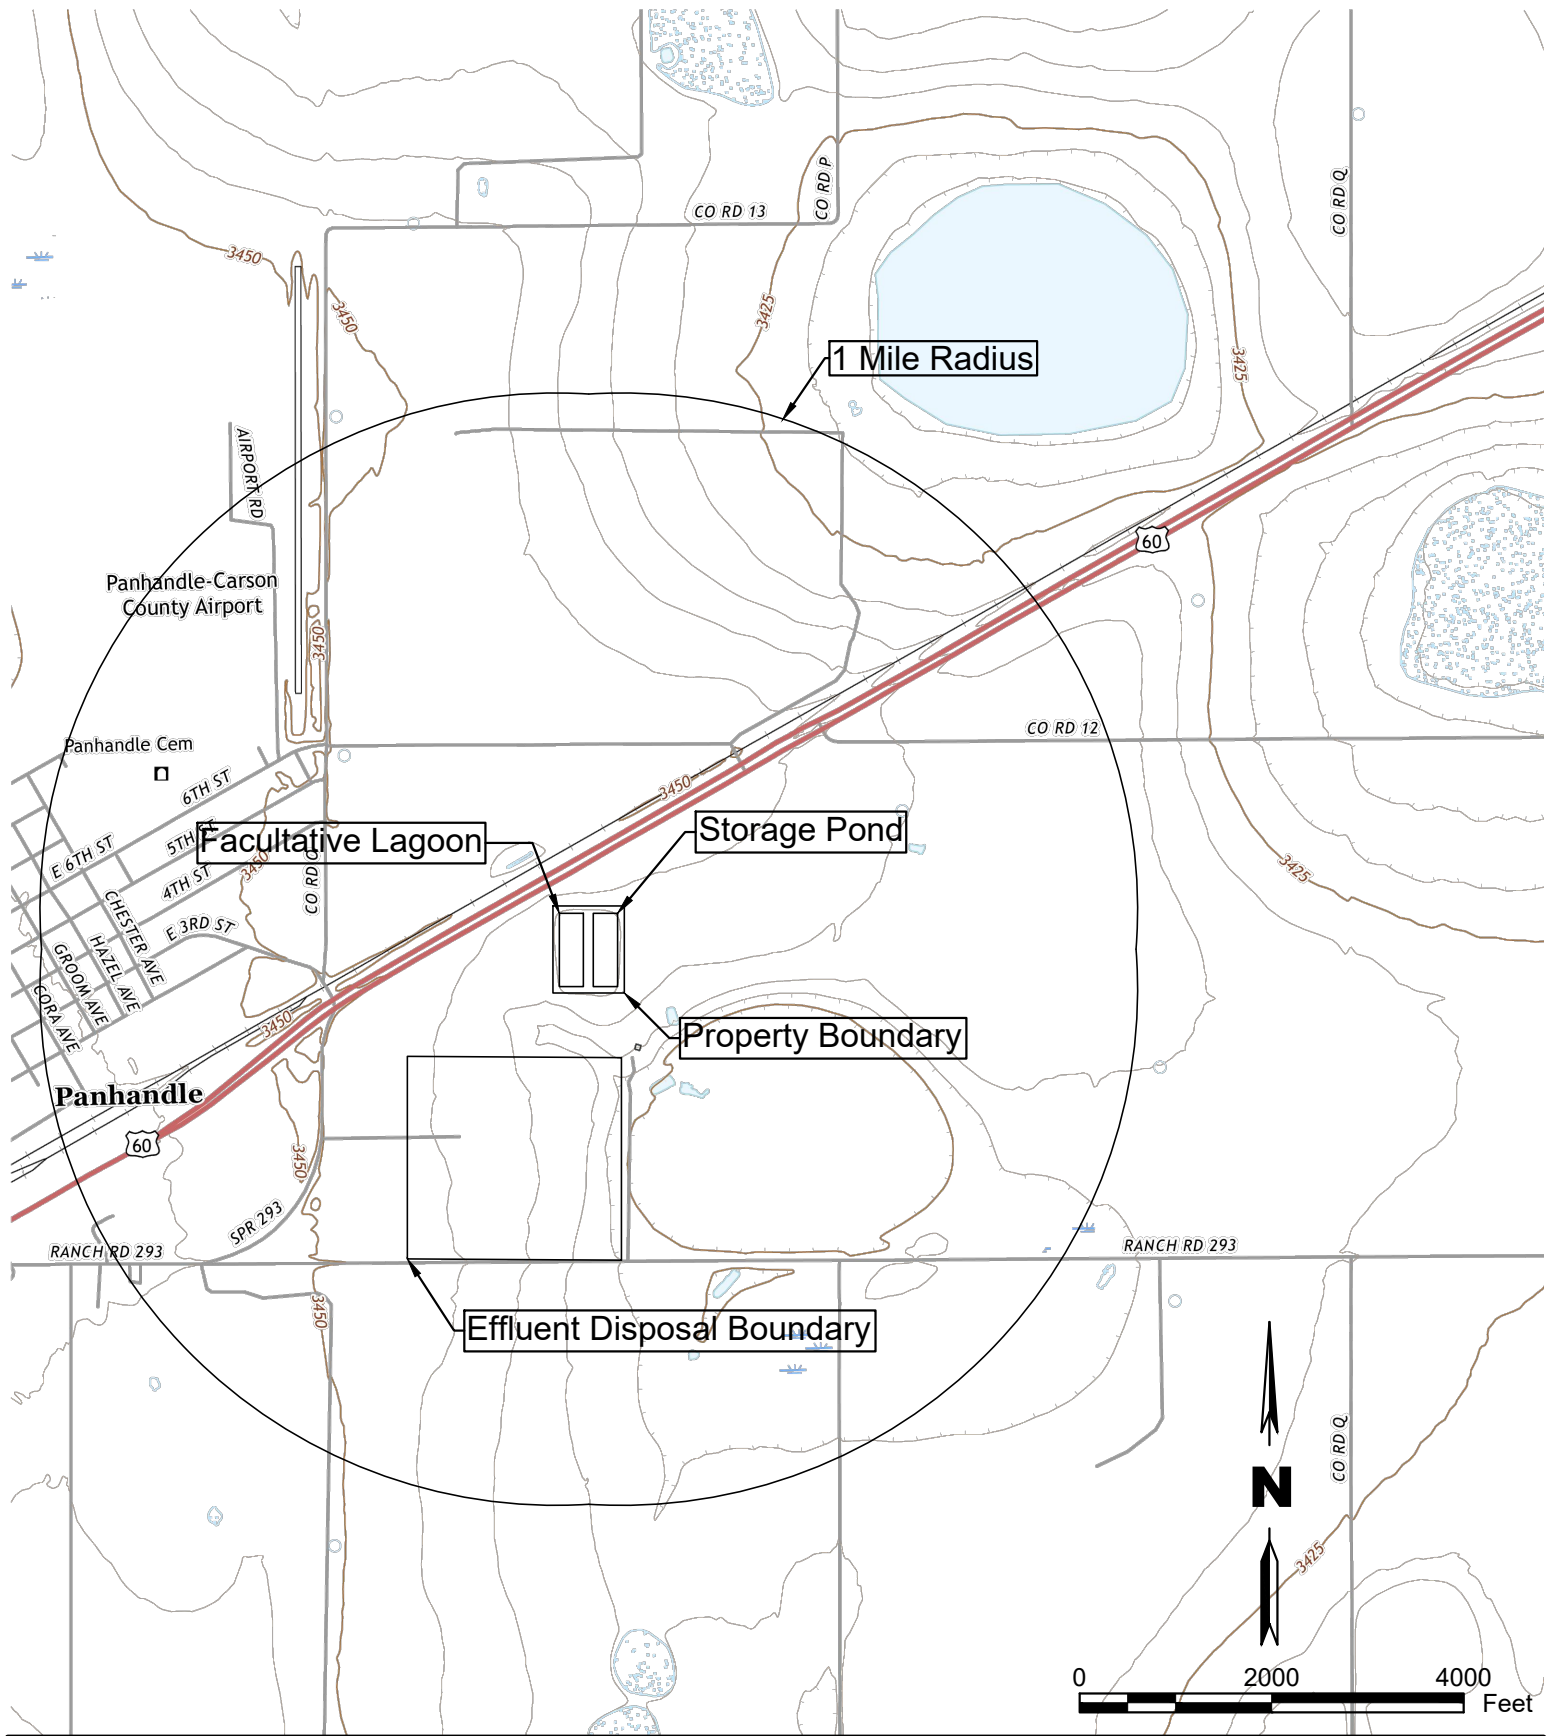 CO RD 13
CO RD P
CO RD Q
3450
3450
3425
3425
1 Mile Radius
AIRPORT RD
60
Panhandle-Carson
County Airport
3450
CO RD 12
Panhandle Cem
6TH ST
3450
Facultative Lagoon
Storage Pond
E 6TH ST
5TH ST
4TH ST
3450
CO RD O
3425
CHESTER AVE
E 3RD ST
HAZEL AVE
GROOM AVE
CORA AVE
3450
Property Boundary
Panhandle
60
3450
SPR 293
RANCH RD 293
RANCH RD 293
3450
Effluent Disposal Boundary
N
CO RD Q
3425
0
2000
4000
Feet